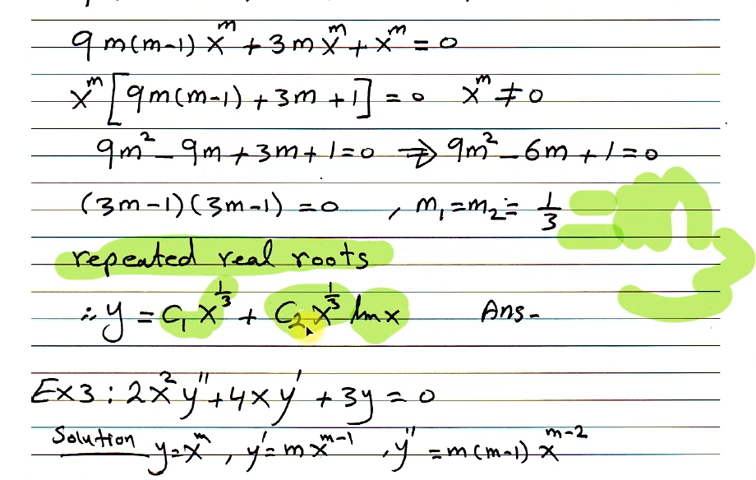 9m(m-1)x^m + 3mx^m + x^m = 0
x^m [9m(m-1) + 3m + 1] = 0 x^m ≠ 0
9m² - 9m + 3m + 1 = 0 ⇒ 9m² - 6m + 1 = 0
(3m-1)(3m-1) = 0 , m₁ = m₂ = 1/3 = m
repeated real roots
∴ y = C₁ x^(1/3) + C₂ x^(1/3) ln x Ans-
Ex3 : 2x²y'' + 4xy' + 3y = 0
Solution y = x^m , y' = mx^(m-1) , y'' = m(m-1) x^(m-2)